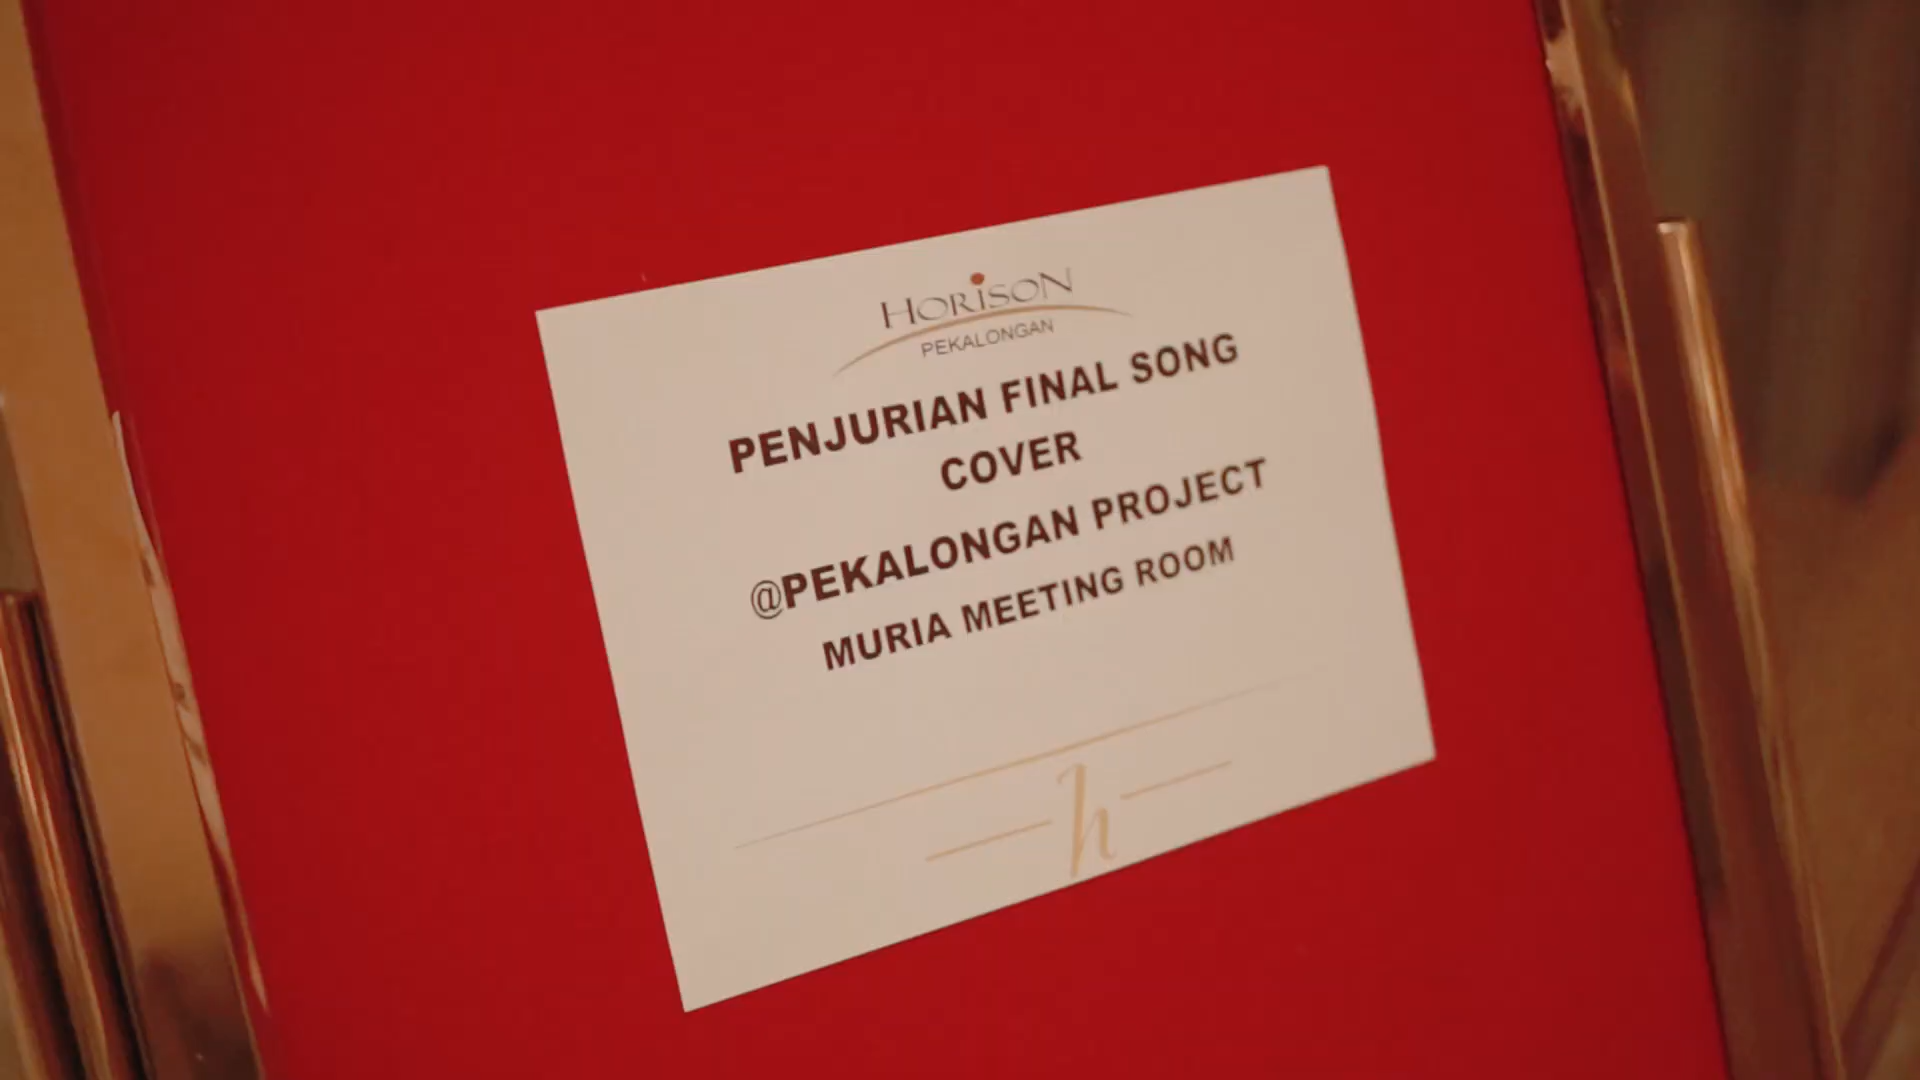 HORISON
PEKALONGAN
PENJURIAN FINAL SONG
COVER
@PEKALONGAN PROJECT
MURIA MEETING ROOM
h